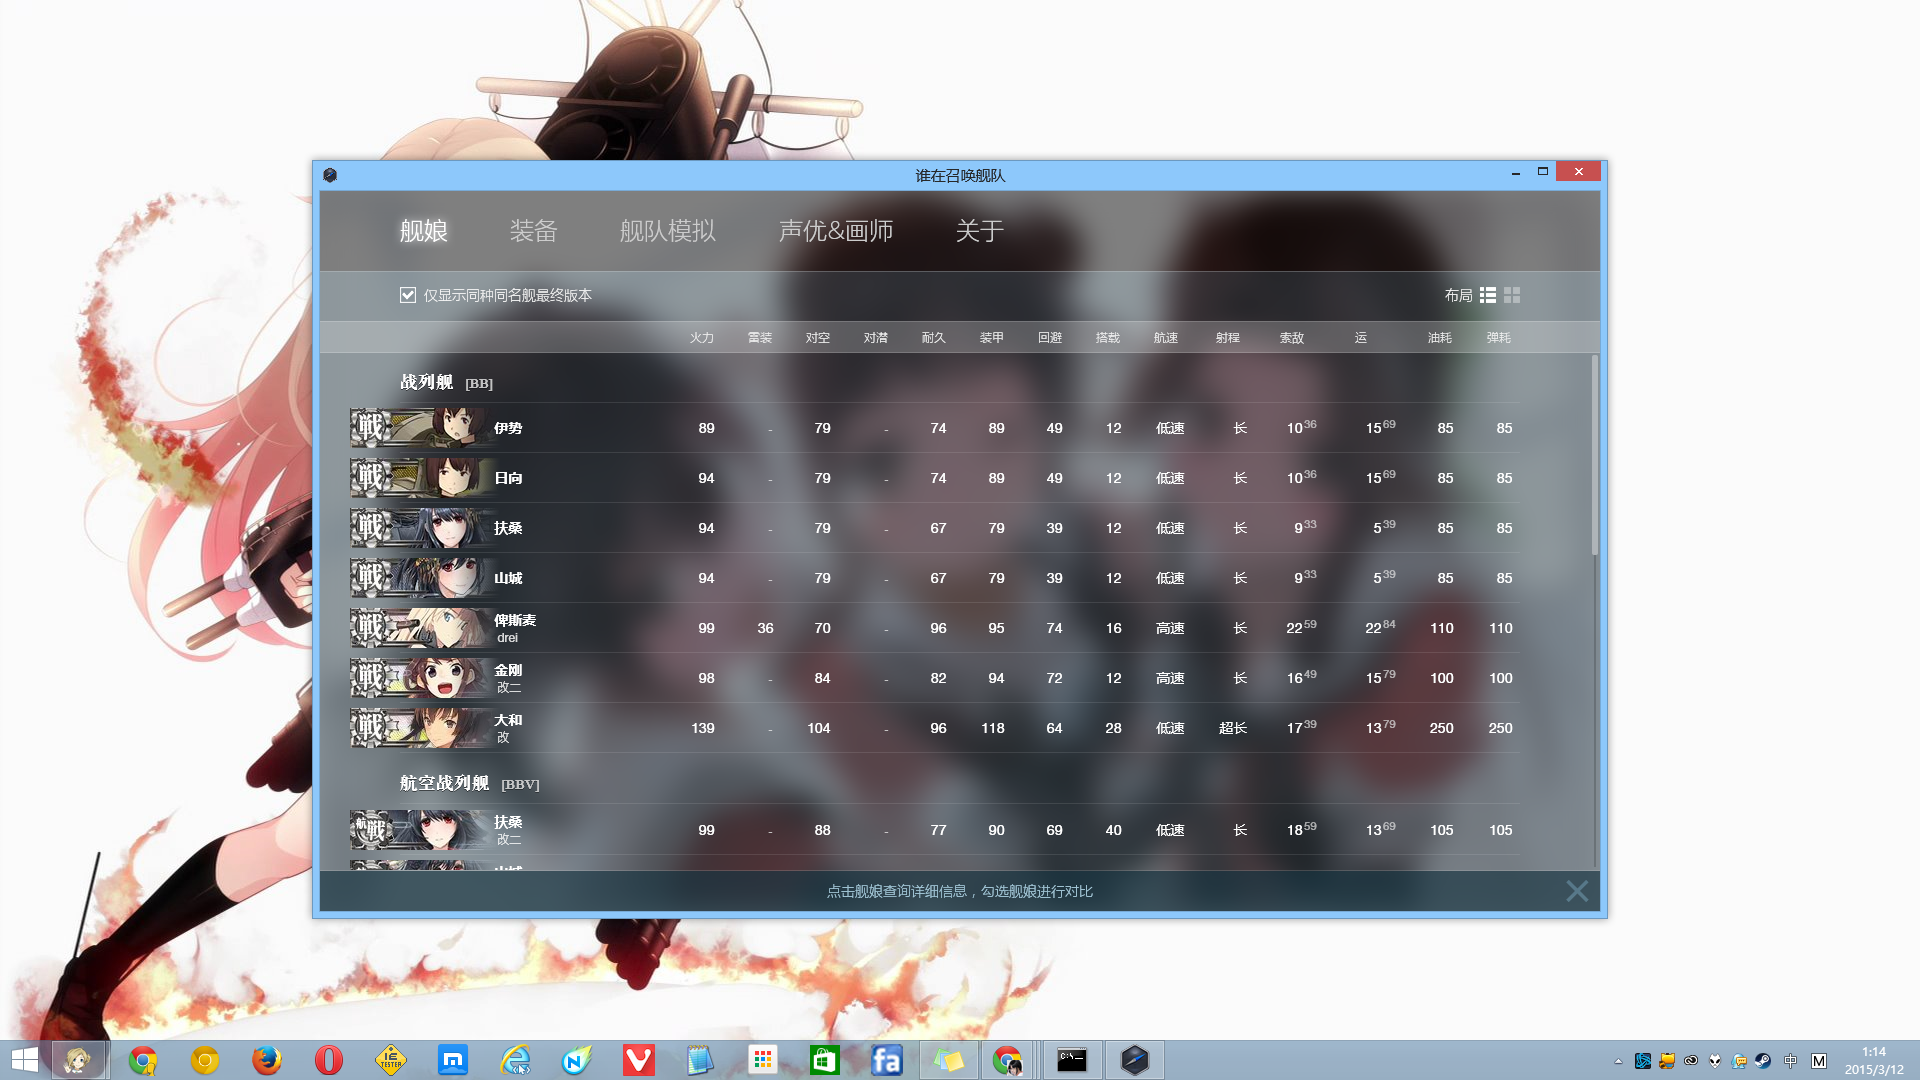 谁在召唤舰队
舰娘 装备 舰队模拟 声优&画师 关于
仅显示同种同名舰最终版本 布局
火力 雷装 对空 对潜 耐久 装甲 回避 搭载 航速 射程 索敌 运 油耗 弹耗
战列舰 [BB]
戦 伊势 89 - 79 - 74 89 49 12 低速 长 10 36 15 69 85 85
戦 日向 94 - 79 - 74 89 49 12 低速 长 10 36 15 69 85 85
戦 扶桑 94 - 79 - 67 79 39 12 低速 长 9 33 5 39 85 85
戦 山城 94 - 79 - 67 79 39 12 低速 长 9 33 5 39 85 85
戦 俾斯麦 99 36 70 - 96 95 74 16 高速 长 22 59 22 84 110 110
drei
戦 金刚 98 - 84 - 82 94 72 12 高速 长 16 49 15 79 100 100
改二
戦 大和 139 - 104 - 96 118 64 28 低速 超长 17 39 13 79 250 250
改
航空战列舰 [BBV]
航戦 扶桑 99 - 88 - 77 90 69 40 低速 长 18 59 13 69 105 105
改二
点击舰娘查询详细信息，勾选舰娘进行对比
IE
TESTER
m
N
fa
C:\
中
M
1:14
2015/3/12